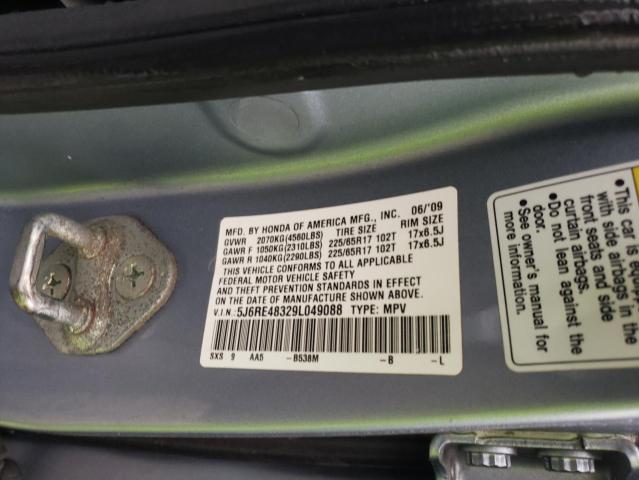 MFD. BY HONDA OF AMERICA MFG., INC. 06/'09
GVWR 2070KG(4560LBS) TIRE SIZE RIM SIZE
GAWR F 1050KG(2310LBS) 225/65R17 102T 17x6.5J
GAWR R 1040KG(2290LBS) 225/65R17 102T 17x6.5J
THIS VEHICLE CONFORMS TO ALL APPLICABLE
FEDERAL MOTOR VEHICLE SAFETY
AND THEFT PREVENTION STANDARDS IN EFFECT
ON THE DATE OF MANUFACTURE SHOWN ABOVE.
V.I.N.:5J6RE48329L049088 TYPE: MPV
SXS 9 AA5 -B538M -B -L
• This car is
with side airbags in
front seats and side
curtain airbags.
• Do not lean against the
door.
• See owner's manual for
more information.